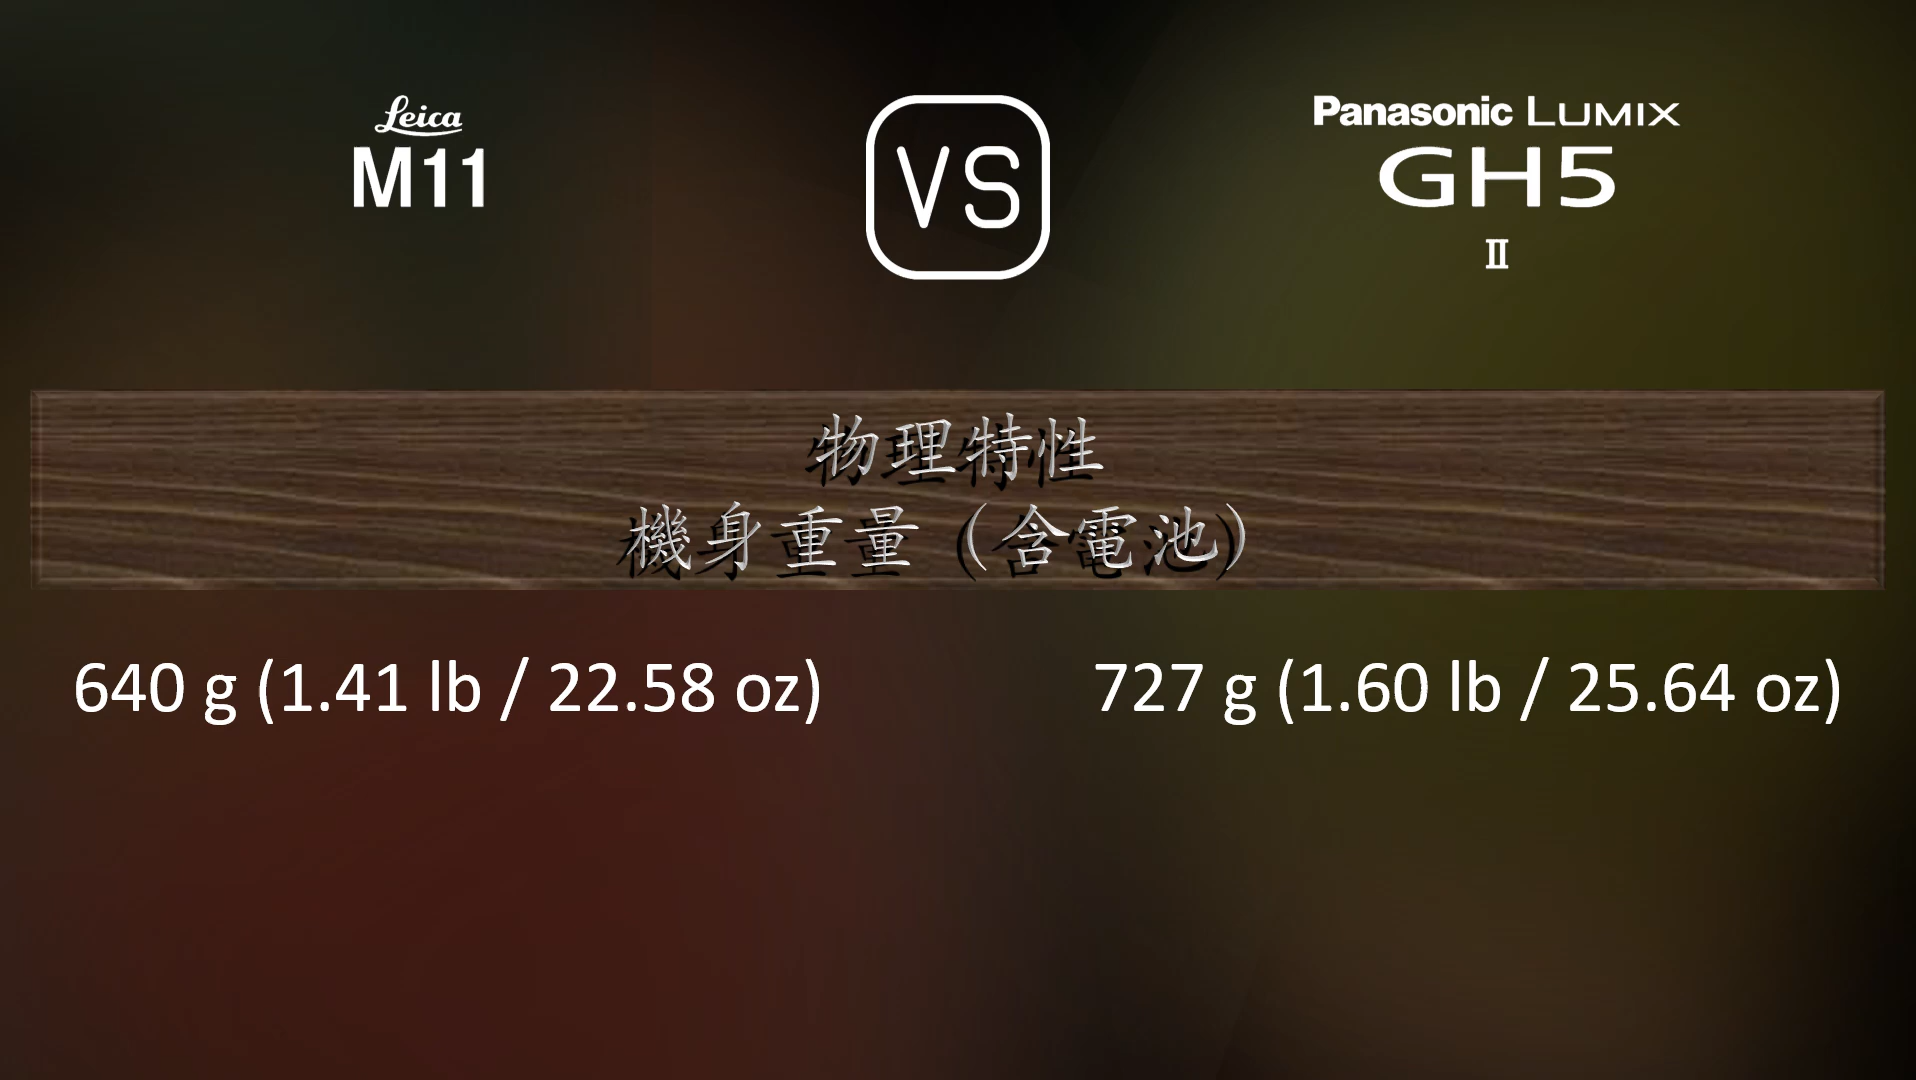 Leica
M11
VS
Panasonic LUMIX
GH5
II
物理特性
機身重量（含電池）
640 g (1.41 lb / 22.58 oz)
727 g (1.60 lb / 25.64 oz)